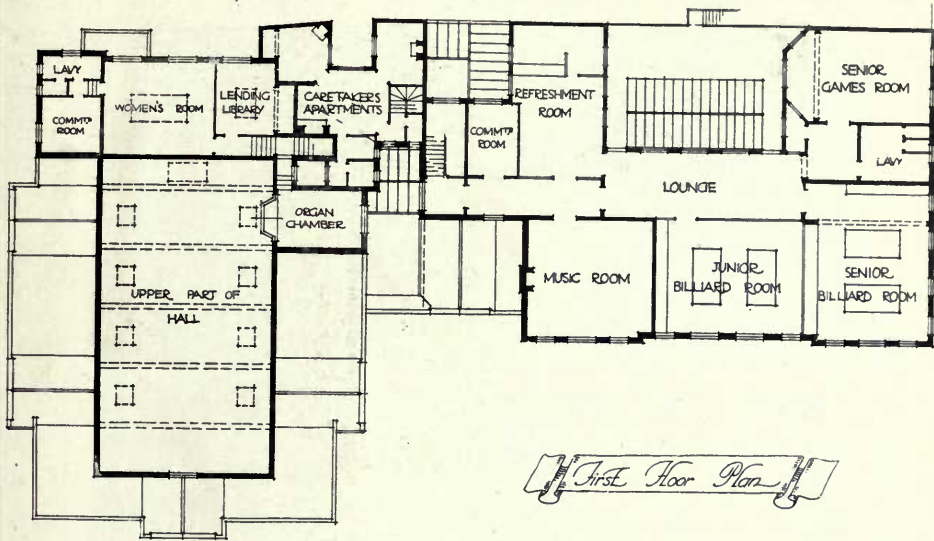 LAVY
COMMTE
ROOM
WOMEN'S ROOM
LENDING
LIBRARY
CARETAKERS
APARTMENTS
COMMTE
ROOM
REFRESHMENT
ROOM
SENIOR
GAMES ROOM
LAVY
LOUNGE
ORGAN
CHAMBER
MUSIC ROOM
JUNIOR
BILLIARD ROOM
SENIOR
BILLIARD ROOM
UPPER PART OF
HALL
First Floor Plan